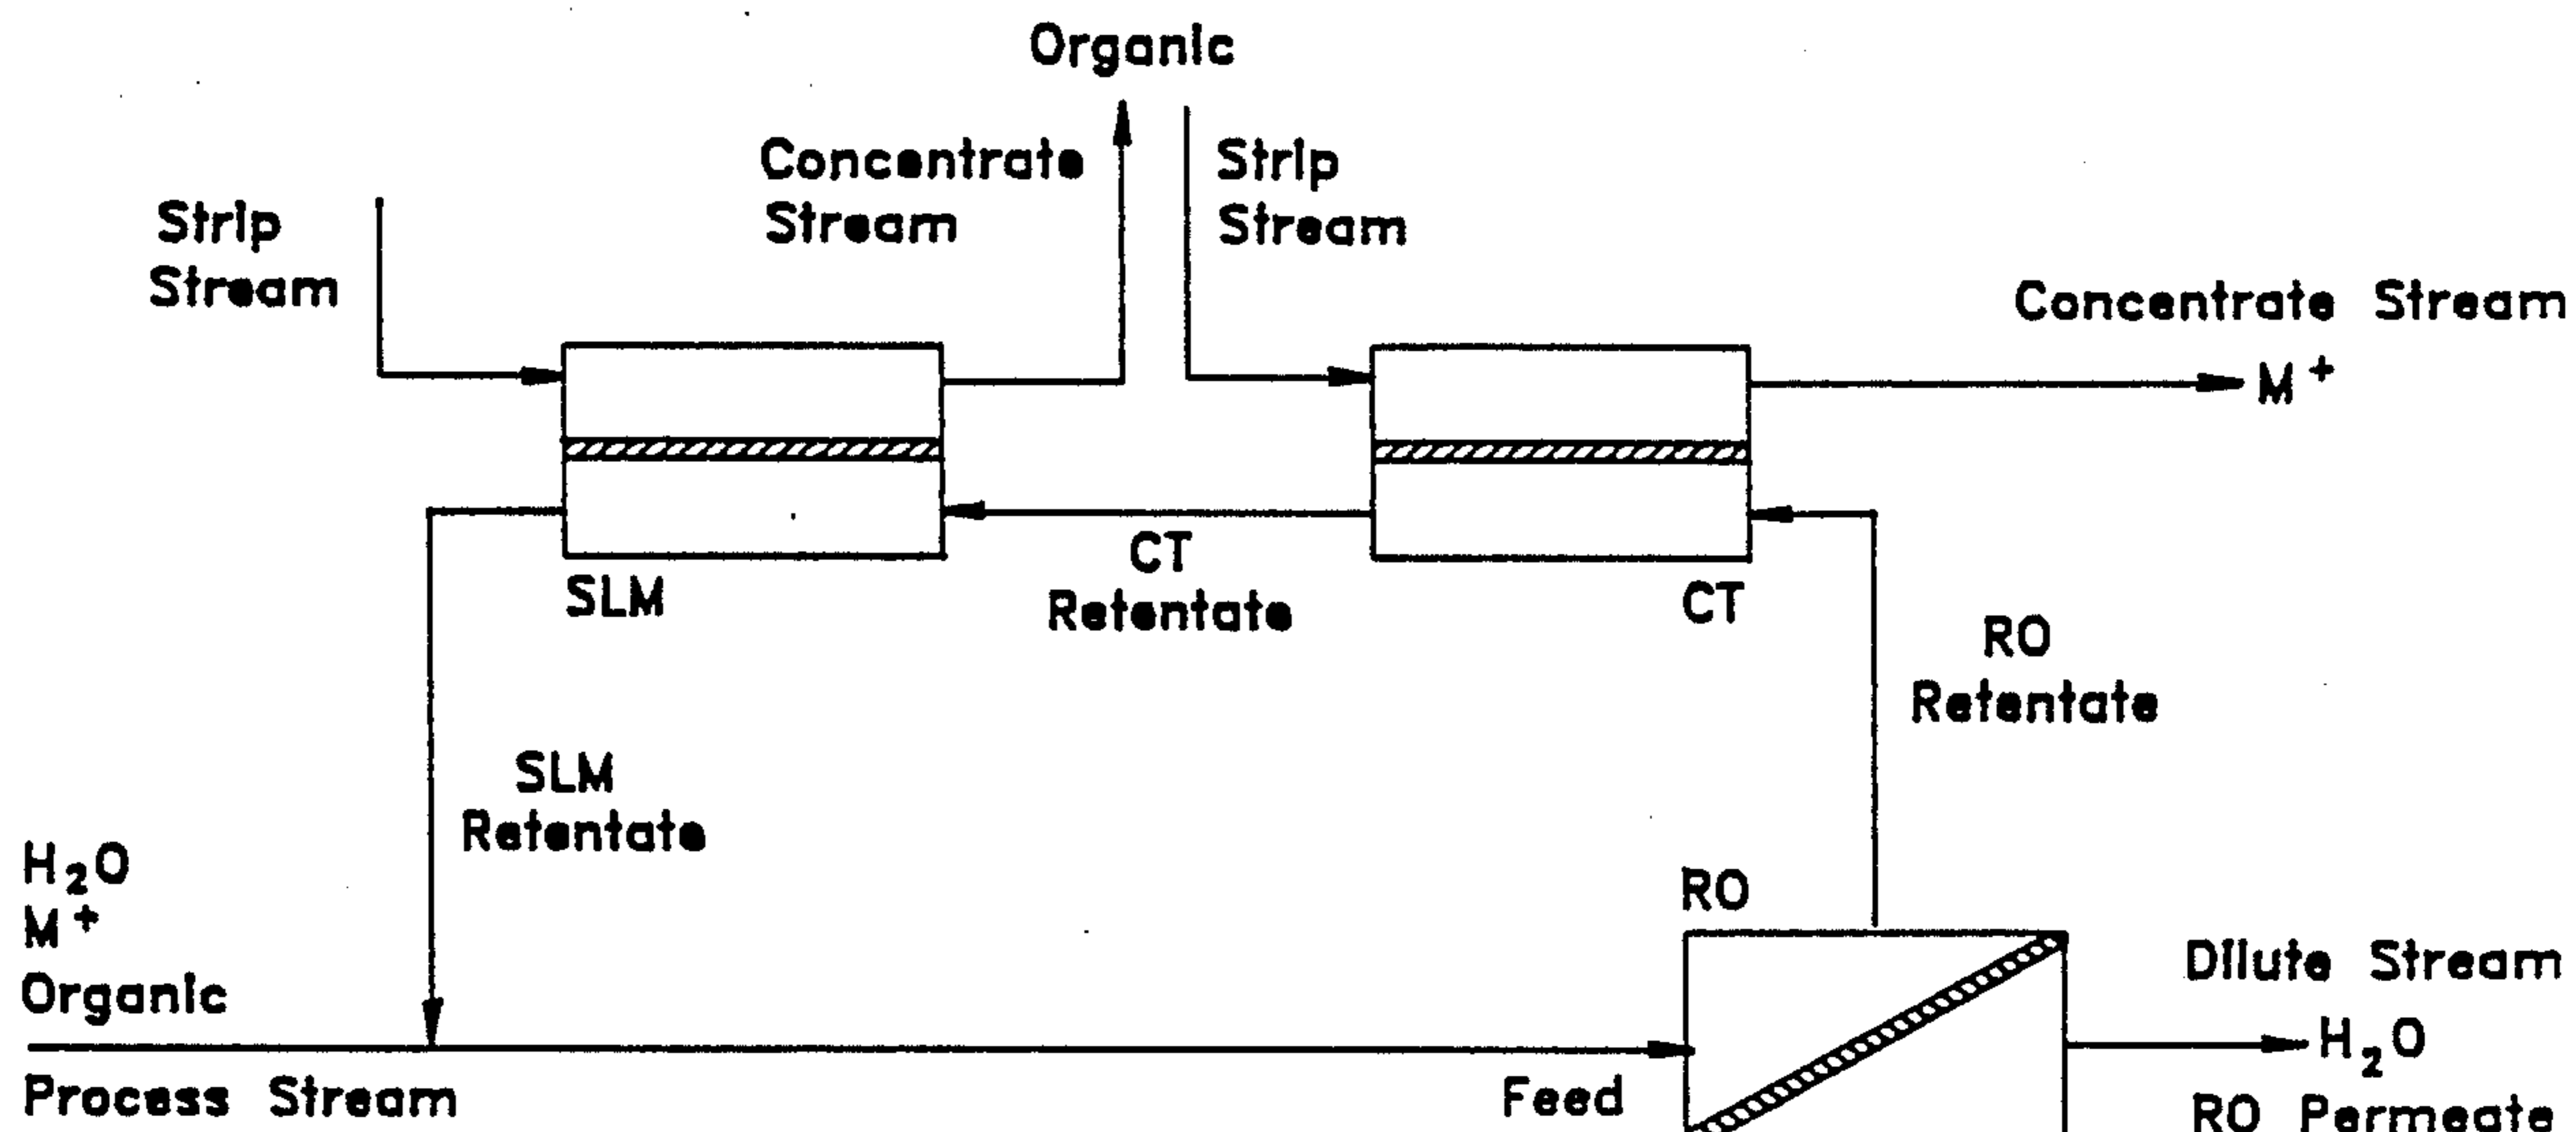 Organic
Concentrate
Stream
Strip
Stream
Strip
Stream
Concentrate Stream
M⁺
SLM
CT
Retentate
CT
RO
Retentate
SLM
Retentate
H₂O
M⁺
Organic
Process Stream
Feed
RO
Dilute Stream
H₂O
RO Permeate